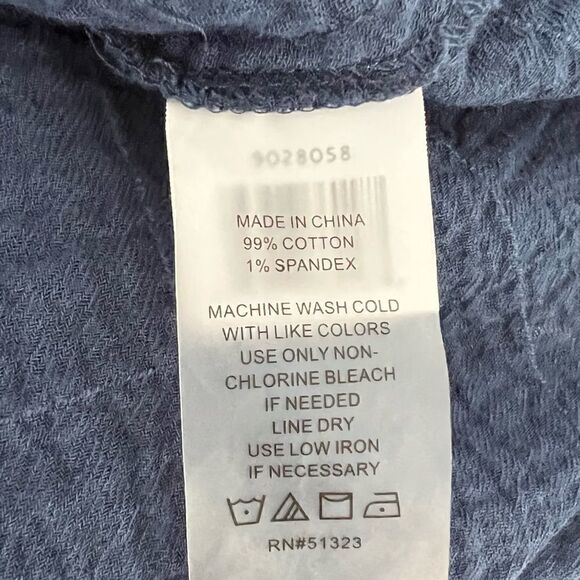 9028058
MADE IN CHINA
99% COTTON
1% SPANDEX
MACHINE WASH COLD
WITH LIKE COLORS
USE ONLY NON-
CHLORINE BLEACH
IF NEEDED
LINE DRY
USE LOW IRON
IF NECESSARY
RN#51323